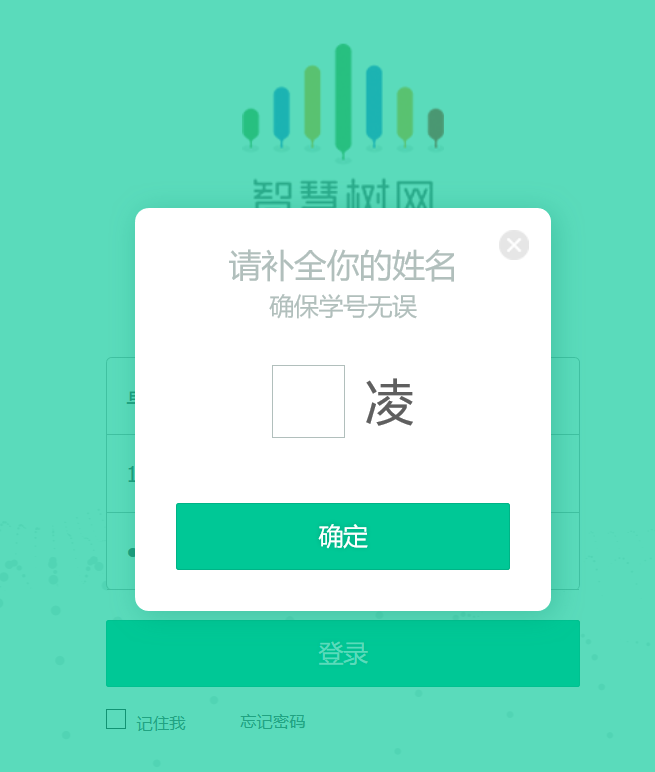 智慧树网
请补全你的姓名
确保学号无误
凌
确定
登录
记住我
忘记密码